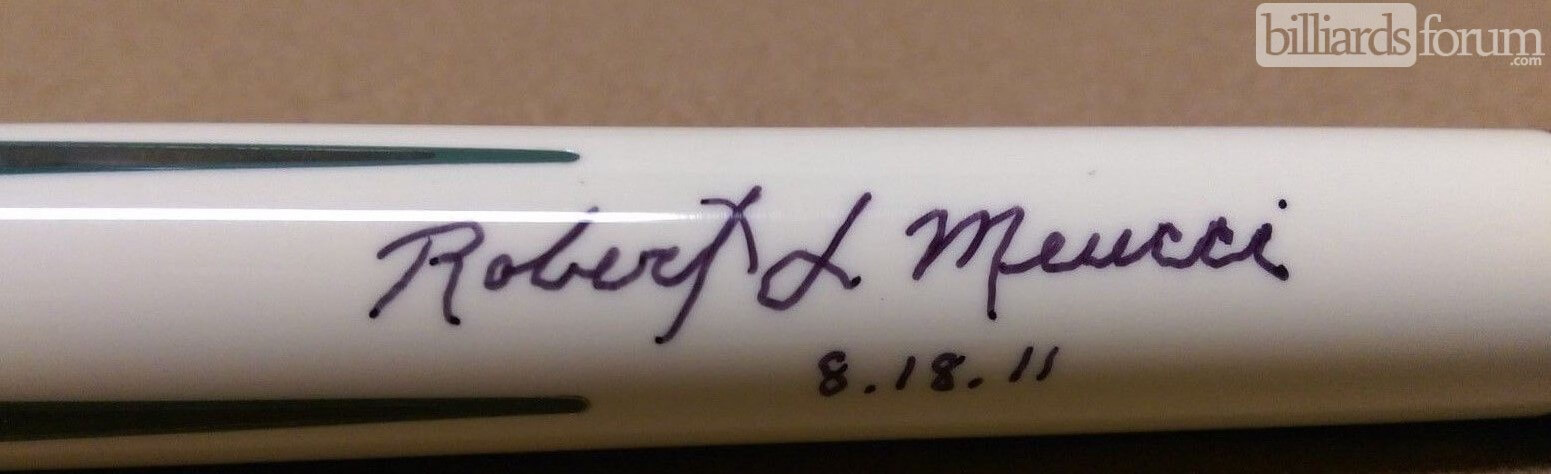 billiardsforum
.com
Robert L Meucci
8.18.11